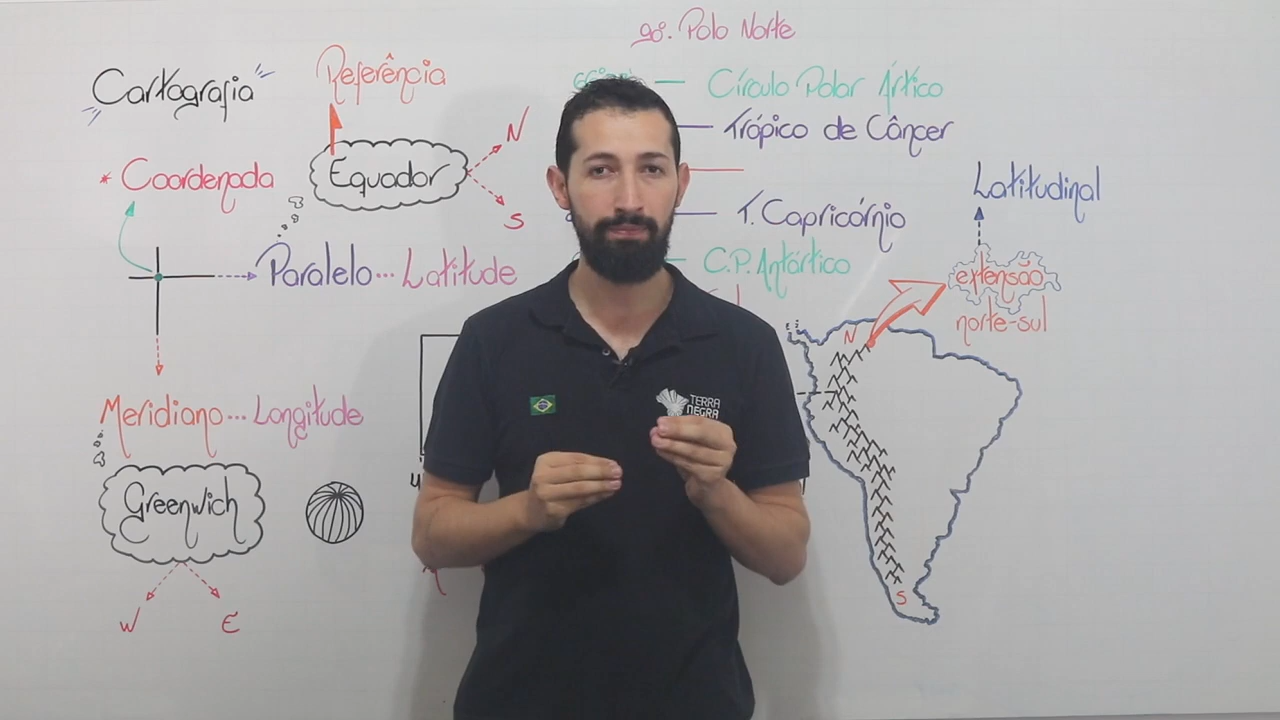 Cartografia
Referência
* Coordenada
Equador
N
S
Paralelo... Latitude
Meridiano... Longitude
Greenwich
W
E
90°. Polo Norte
Círculo Polar Ártico
Trópico de Câncer
T. Capricórnio
C.P. Antártico
Latitudinal
extensão
norte-sul
N
S
TERRA
NEGRA